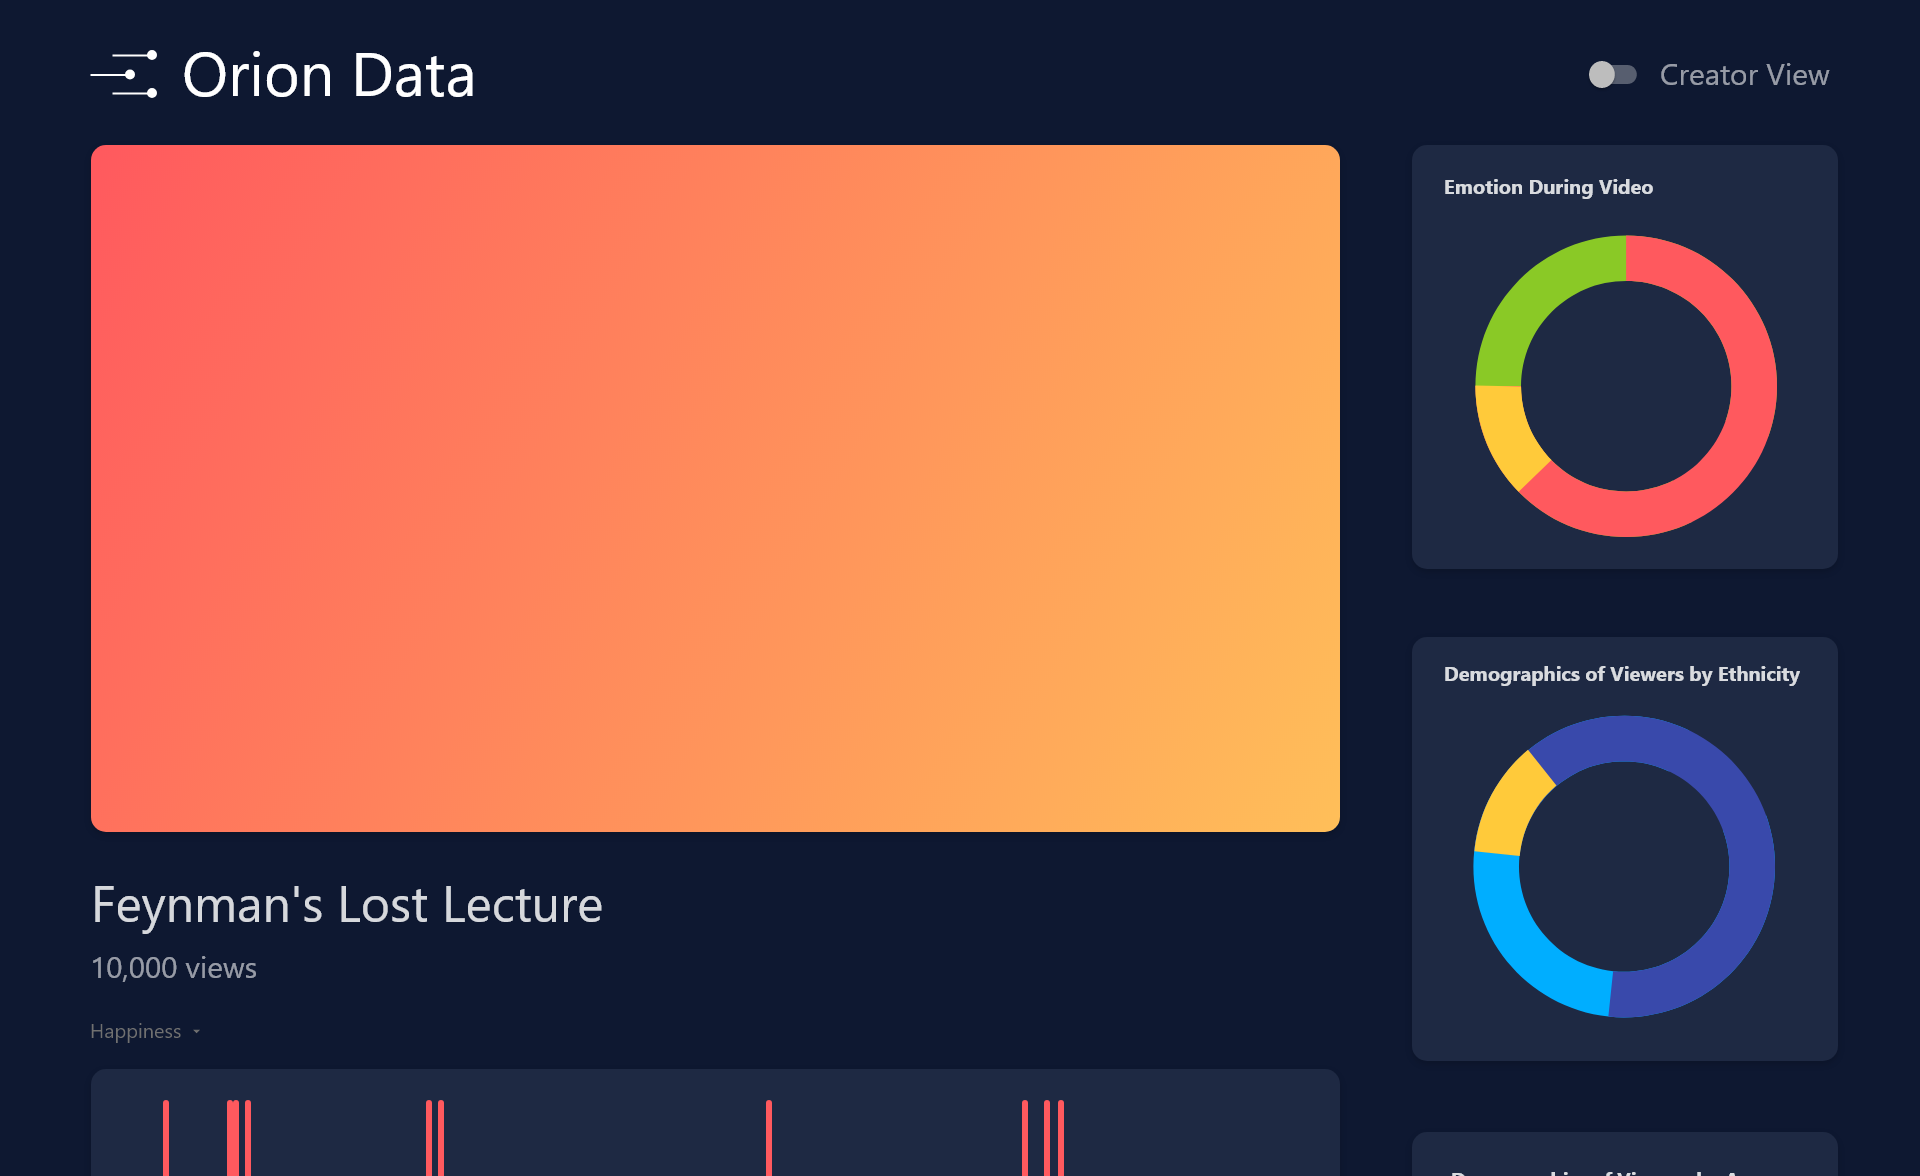 Orion Data
Creator View
Emotion During Video
Demographics of Viewers by Ethnicity
Feynman's Lost Lecture
10,000 views
Happiness